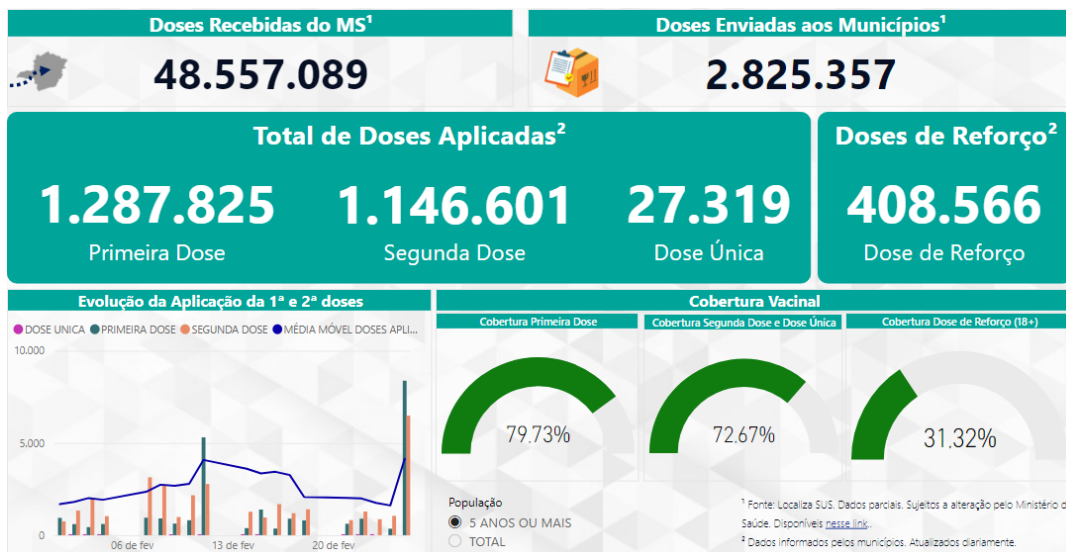 Doses Recebidas do MS¹
Doses Enviadas aos Municípios¹
48.557.089
2.825.357
Total de Doses Aplicadas²
Doses de Reforço²
1.287.825
1.146.601
27.319
408.566
Primeira Dose
Segunda Dose
Dose Única
Dose de Reforço
Evolução da Aplicação da 1ª e 2ª doses
DOSE UNICA
PRIMEIRA DOSE
SEGUNDA DOSE
MÉDIA MÓVEL DOSES APLI...
10.000
5.000
0
06 de fev
13 de fev
20 de fev
Cobertura Vacinal
Cobertura Primeira Dose
Cobertura Segunda Dose e Dose Única
Cobertura Dose de Reforço (18+)
79.73%
72.67%
31.32%
População
5 ANOS OU MAIS
TOTAL
¹ Fonte: Localiza SUS. Dados parciais. Sujeitos a alteração pelo Ministério d
Saúde. Disponíveis nesse link..
² Dados informados pelos municípios. Atualizados diariamente.